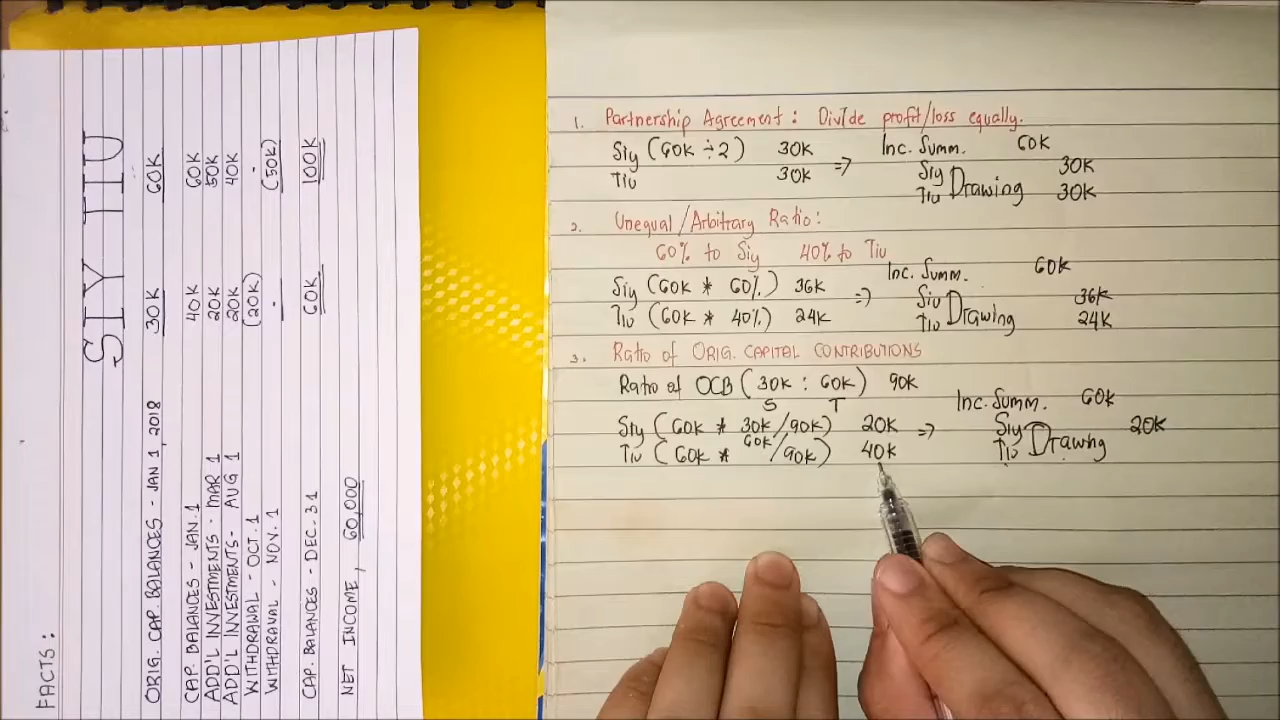 FACTS:
SIY TIU
ORIG. CAP. BALANCES - JAN 1, 2018 30K 60K
CAP. BALANCES - JAN. 1 40K 60K
ADD'L INVESTMENTS - MAR 1 20K 50K
ADD'L INVESTMENTS - AUG 1 20K 40K
WITHDRAWAL - OCT. 1 (20K) -
WITHDRAWAL - NOV. 1 - (50K)
CAP. BALANCES - DEC. 31 60K 100K
NET INCOME, 60,000
1. Partnership Agreement: Divide profit/loss equally.
Siy (60K ÷ 2) 30K => Inc. Summ. 60K
Tiu 30K
Siy Drawing 30K
Tiu 30K
2. Unequal/Arbitrary Ratio:
60% to Siy 40% to Tiu
Siy (60K * 60%) 36K => Inc. Summ. 60K
Tiu (60K * 40%) 24K
Siy Drawing 36K
Tiu 24K
3. Ratio of ORIG. CAPITAL CONTRIBUTIONS
Ratio of OCB (30K : 60K) 90K
S T
Siy (60K * 30K/90K) 20K => Inc. Summ. 60K
Tiu (60K * 60K/90K) 40K
Siy Drawing 20K
Tiu